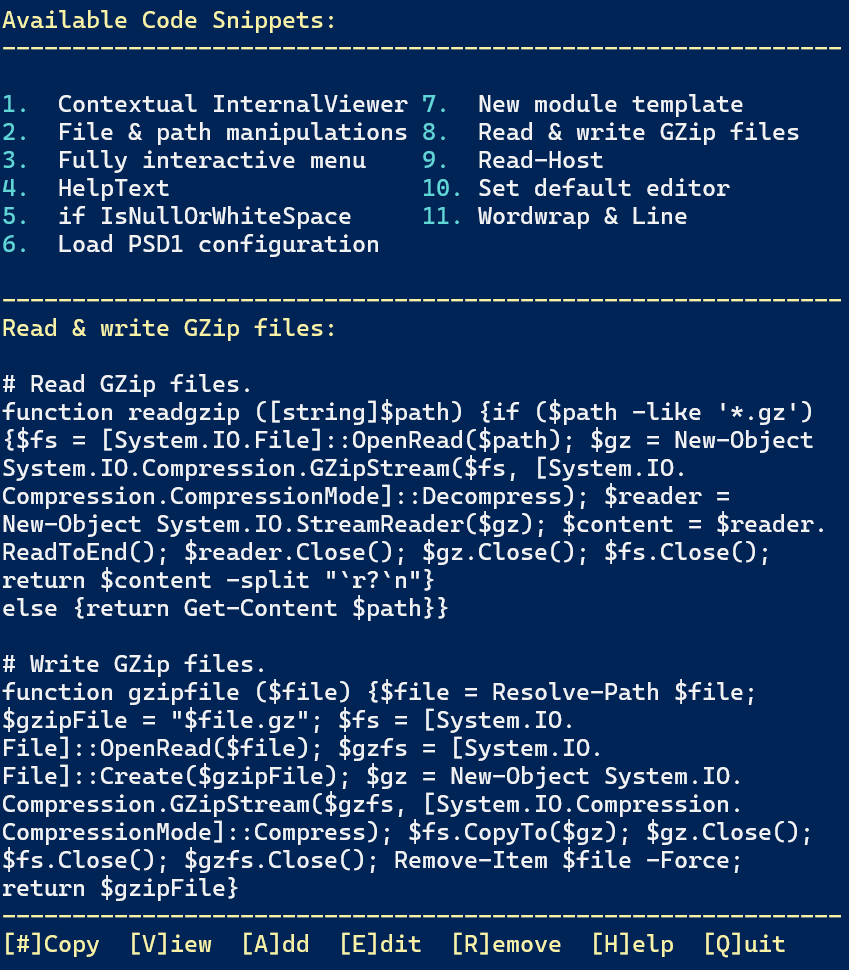 Available Code Snippets:
------------------------------------------------------------
1.  Contextual InternalViewer 7.  New module template
2.  File & path manipulations 8.  Read & write GZip files
3.  Fully interactive menu    9.  Read-Host
4.  HelpText                  10. Set default editor
5.  if IsNullOrWhiteSpace     11. Wordwrap & Line
6.  Load PSD1 configuration
------------------------------------------------------------
Read & write GZip files:
# Read GZip files.
function readgzip ([string]$path) {if ($path -like '*.gz')
{$fs = [System.IO.File]::OpenRead($path); $gz = New-Object
System.IO.Compression.GZipStream($fs, [System.IO.
Compression.CompressionMode]::Decompress); $reader =
New-Object System.IO.StreamReader($gz); $content = $reader.
ReadToEnd(); $reader.Close(); $gz.Close(); $fs.Close();
return $content -split "`r?`n"}
else {return Get-Content $path}}
# Write GZip files.
function gzipfile ($file) {$file = Resolve-Path $file;
$gzipFile = "$file.gz"; $fs = [System.IO.
File]::OpenRead($file); $gzfs = [System.IO.
File]::Create($gzipFile); $gz = New-Object System.IO.
Compression.GZipStream($gzfs, [System.IO.Compression.
CompressionMode]::Compress); $fs.CopyTo($gz); $gz.Close();
$fs.Close(); $gzfs.Close(); Remove-Item $file -Force;
return $gzipFile}
------------------------------------------------------------
[#]Copy  [V]iew  [A]dd  [E]dit  [R]emove  [H]elp  [Q]uit